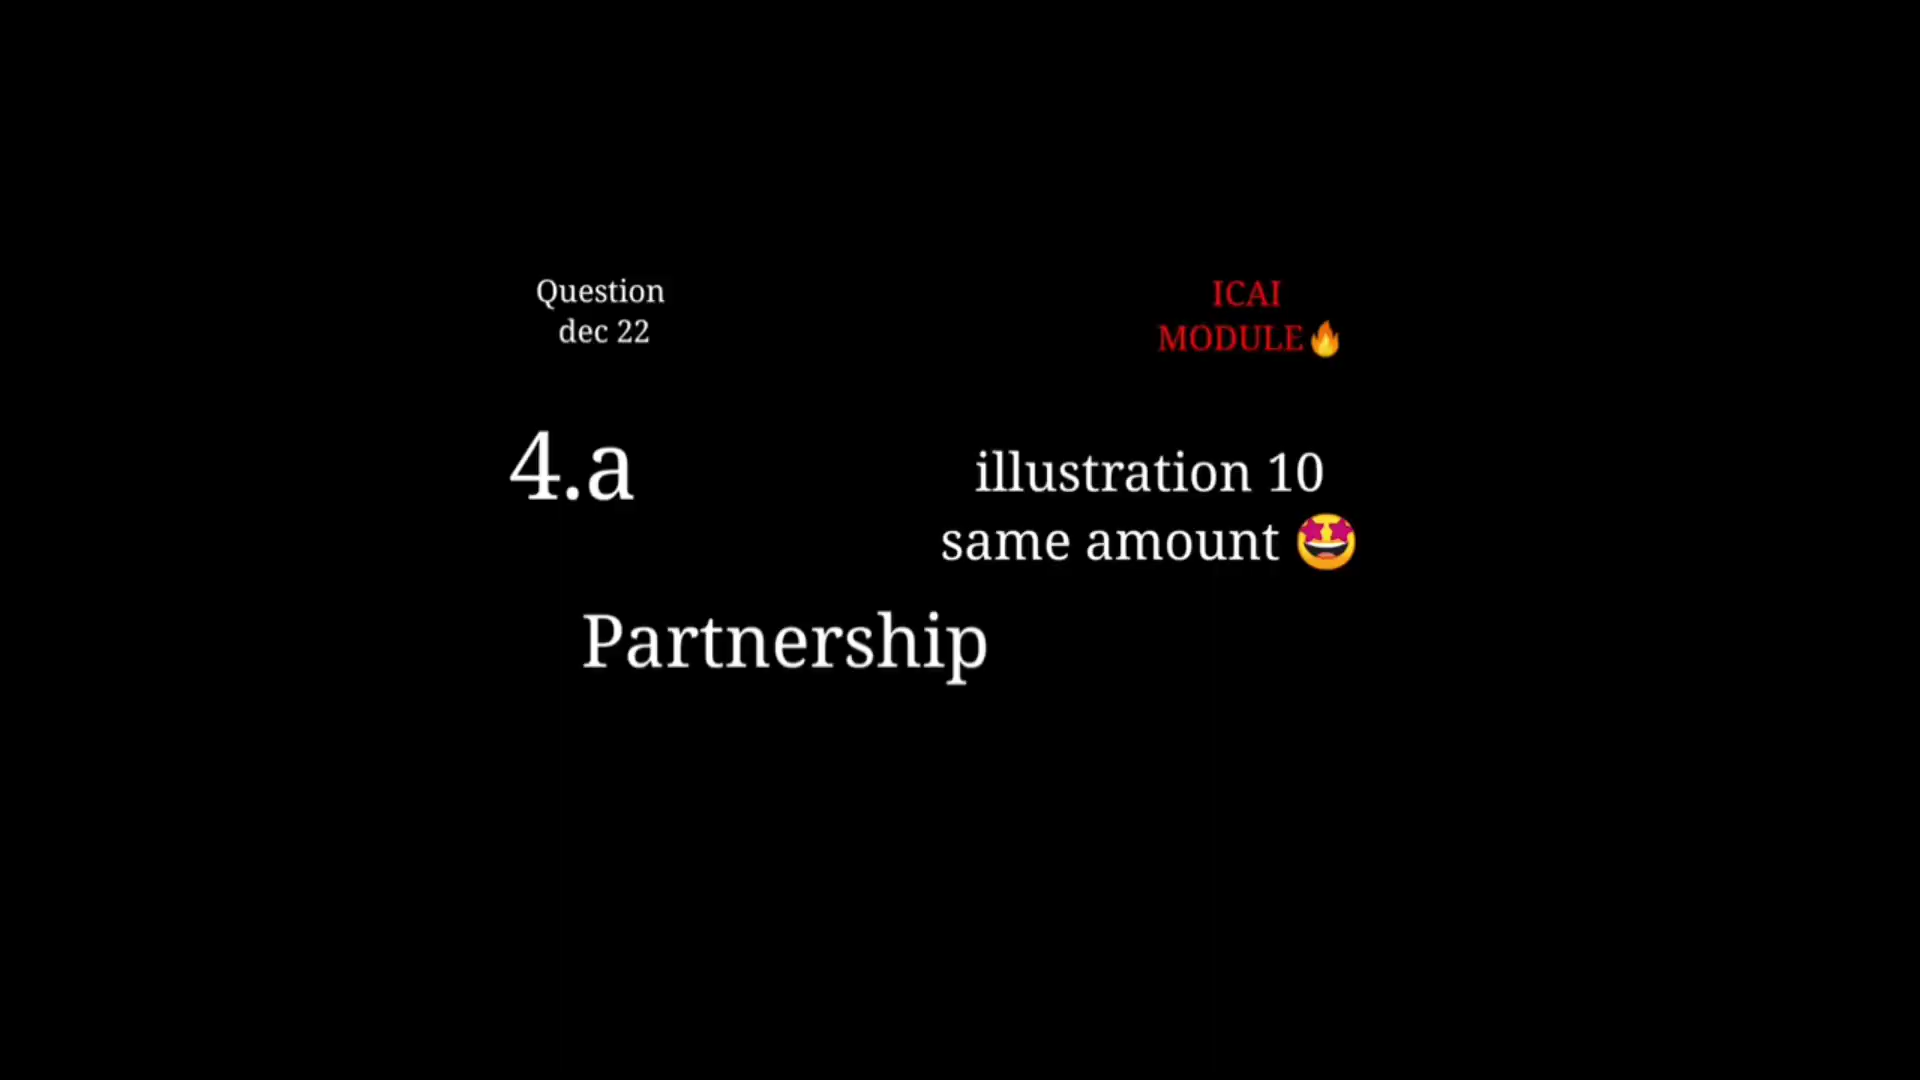 Question
dec 22
ICAI
MODULE🔥
4.a
illustration 10
same amount 🤩
Partnership